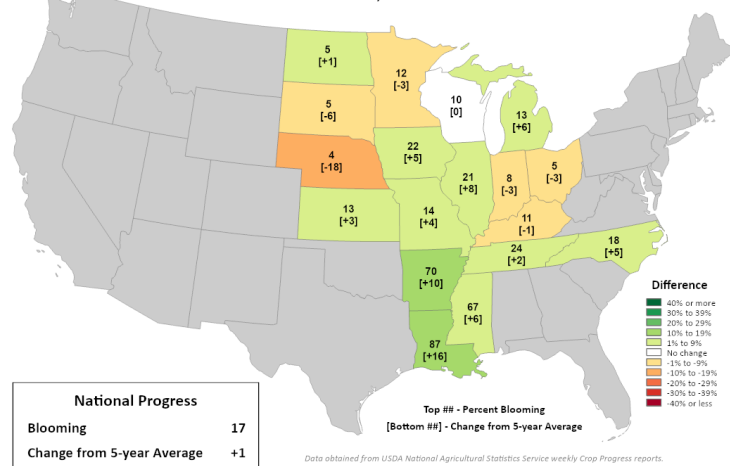 5
[+1]
12
[-3]
10
[0]
13
[+6]
5
[-6]
4
[-18]
22
[+5]
21
[+8]
8
[-3]
5
[-3]
13
[+3]
14
[+4]
11
[-1]
24
[+2]
18
[+5]
70
[+10]
67
[+6]
87
[+16]
Difference
40% or more
30% to 39%
20% to 29%
10% to 19%
1% to 9%
No change
-1% to -9%
-10% to -19%
-20% to -29%
-30% to -39%
-40% or less
National Progress
Blooming 17
Change from 5-year Average +1
Top ## - Percent Blooming
[Bottom ##] - Change from 5-year Average
Data obtained from USDA National Agricultural Statistics Service weekly Crop Progress reports.